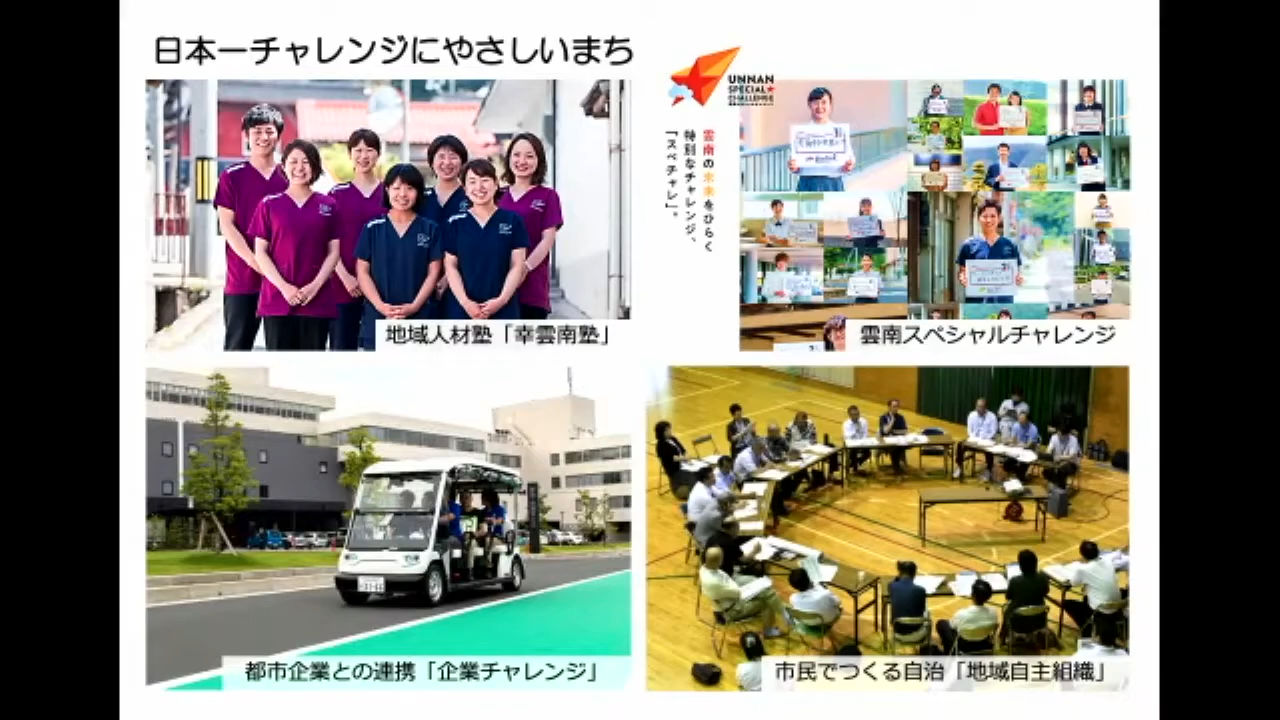 日本一チャレンジにやさしいまち
UNNAN
SPECIAL★
CHALLENGE
雲南の未来をひらく
特別なチャレンジ、
「スペチャレ」。
地域人材塾「幸雲南塾」
雲南スペシャルチャレンジ
都市企業との連携「企業チャレンジ」
市民でつくる自治「地域自主組織」